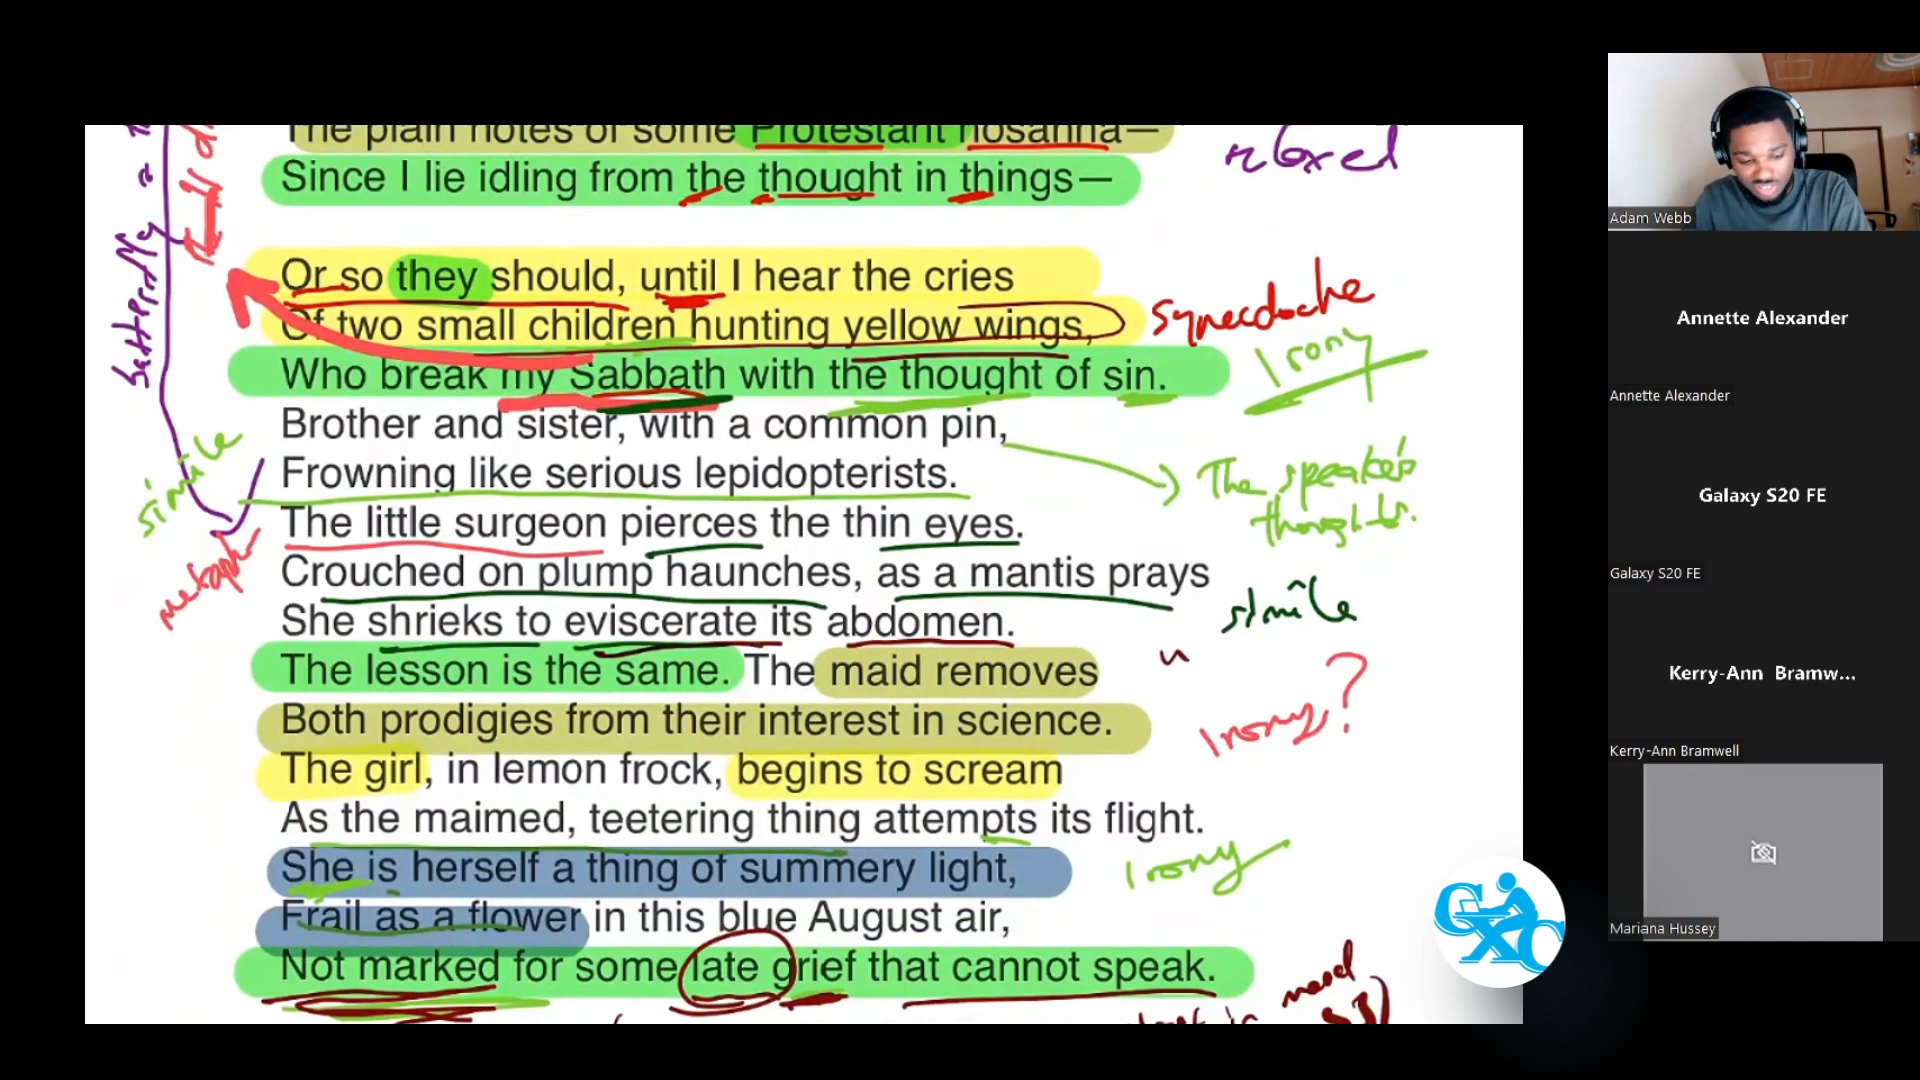 The plain notes of some Protestant hosanna—
relaxed
Since I lie idling from the thought in things—
butterfly =
Or so they should, until I hear the cries
Of two small children hunting yellow wings,
synecdoche
Who break my Sabbath with the thought of sin.
Irony
Brother and sister, with a common pin,
simile
Frowning like serious lepidopterists.
The speaker's
thoughts.
The little surgeon pierces the thin eyes.
metaph
Crouched on plump haunches, as a mantis prays
simile
She shrieks to eviscerate its abdomen.
The lesson is the same. The maid removes
Irony?
Both prodigies from their interest in science.
The girl, in lemon frock, begins to scream
As the maimed, teetering thing attempts its flight.
Irony
She is herself a thing of summery light,
Frail as a flower in this blue August air,
Not marked for some late grief that cannot speak.
GXC
Adam Webb
Annette Alexander
Annette Alexander
Galaxy S20 FE
Galaxy S20 FE
Kerry-Ann Bramw...
Kerry-Ann Bramwell
Mariana Hussey